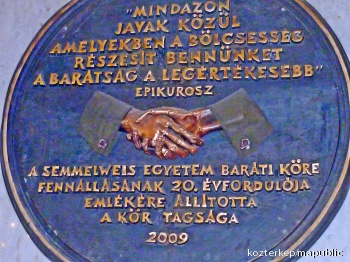 "MINDAZON
JAVAK KÖZÜL
AMELYEKBEN A BÖLCSESSÉG
RÉSZESÍT BENNÜNKET
A BARÁTSÁG A LEGÉRTÉKESEBB"
EPIKUROSZ
A SEMMELWEIS EGYETEM BARÁTI KÖRE
FENNÁLLÁSÁNAK 20. ÉVFORDULÓJA
EMLÉKÉRE ÁLLÍTOTTA
A KÖR TAGSÁGA
2009
kozterkep/mapublic